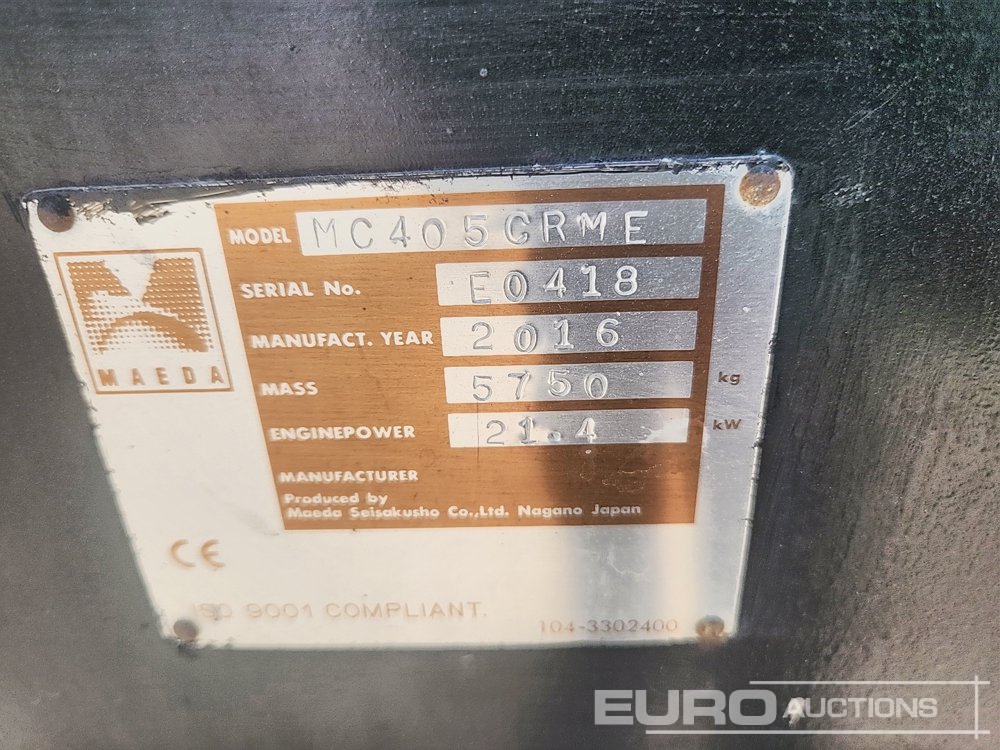 MODEL MC405CRME
SERIAL No. E0418
MANUFACT. YEAR 2016
MASS 5750 kg
ENGINEPOWER 21.4 kW
MANUFACTURER
Produced by
Maeda Seisakusho Co.,Ltd. Nagano Japan
MAEDA
CE
ISO 9001 COMPLIANT.
104-3302400
EURO AUCTIONS